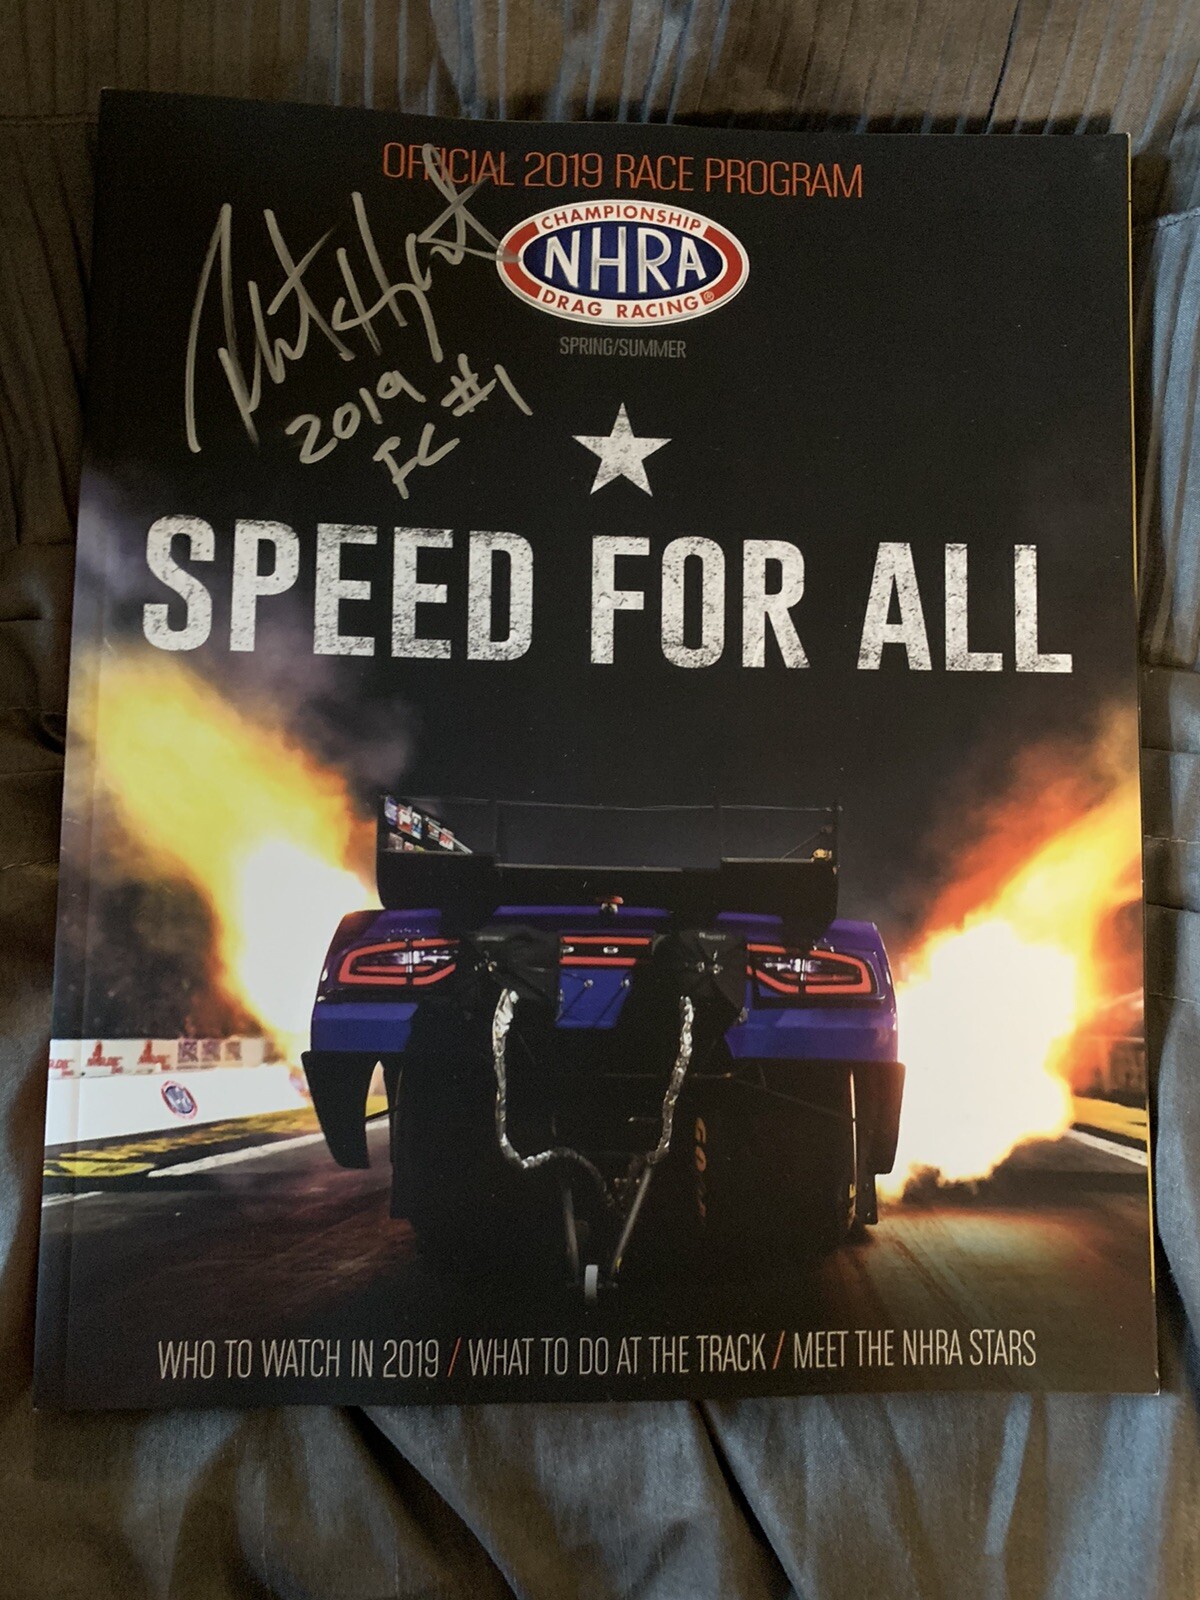 OFFICIAL 2019 RACE PROGRAM
CHAMPIONSHIP
NHRA
DRAG RACING®
SPRING/SUMMER
2019 #1
FC
SPEED FOR ALL
WHO TO WATCH IN 2019 / WHAT TO DO AT THE TRACK / MEET THE NHRA STARS